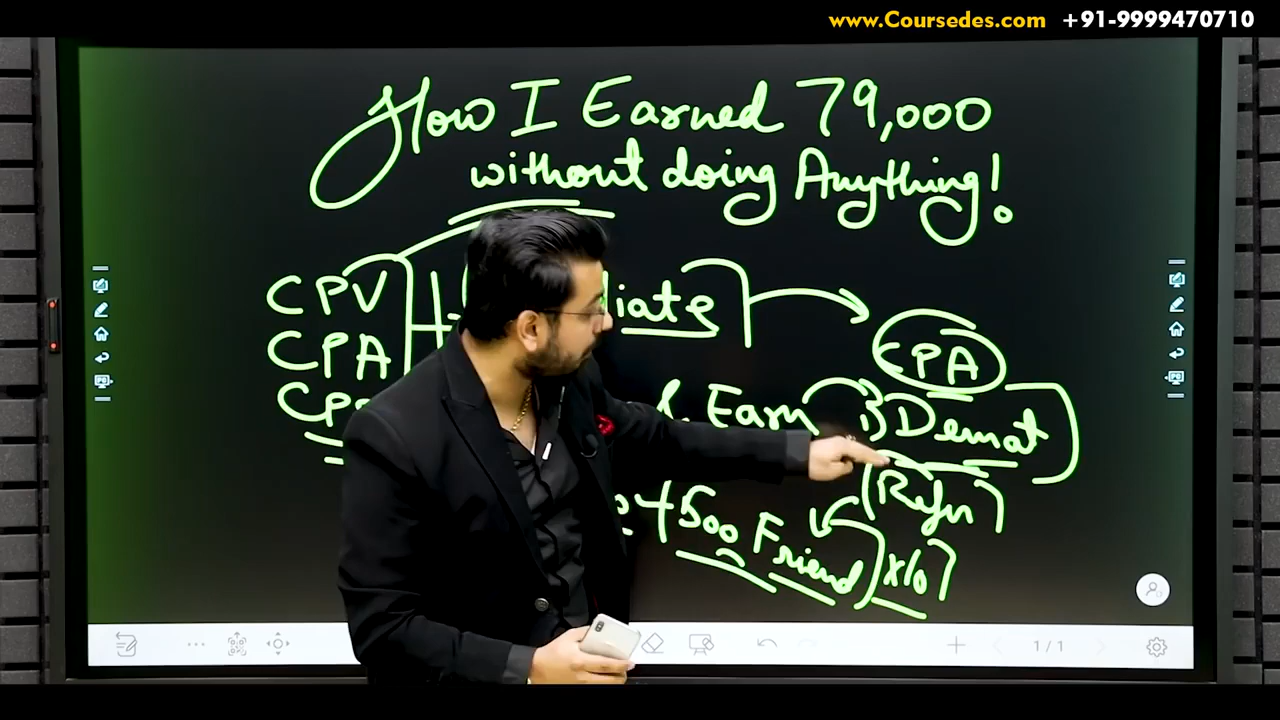 www.Coursedes.com +91-9999470710
How I Earned 79,000
without doing Anything!
CPV
CPA
CPA
& Earn
1) Demat
(Refer)
500 Friend) x10
1/1